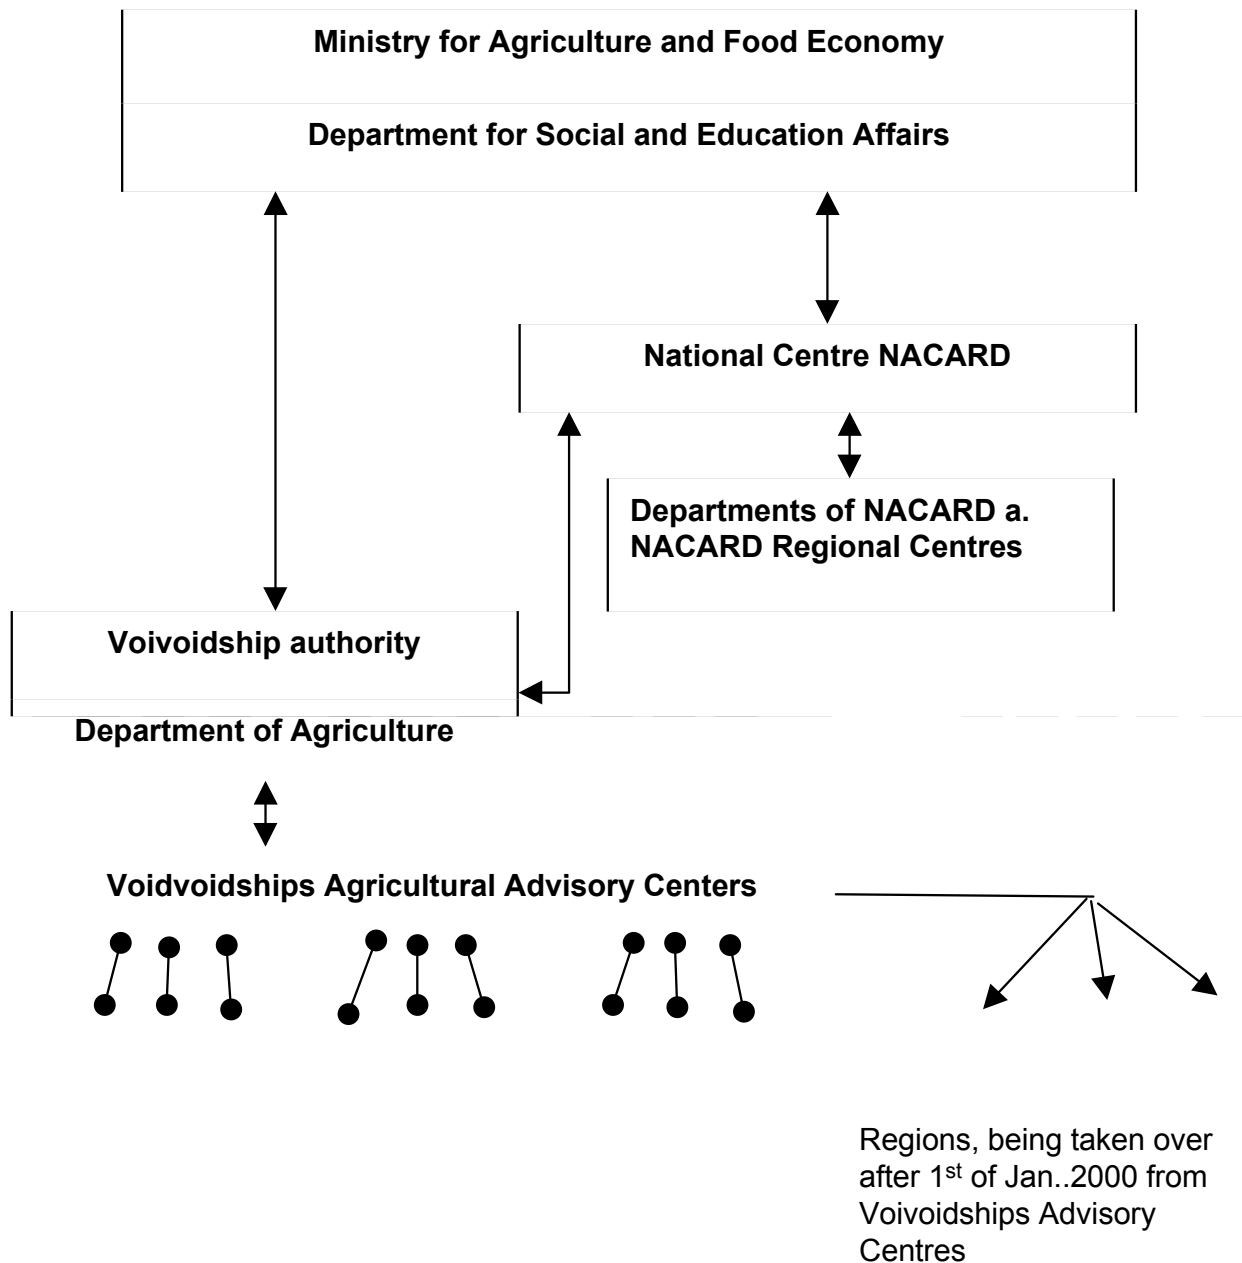 Ministry for Agriculture and Food Economy
Department for Social and Education Affairs
National Centre NACARD
Departments of NACARD a.
NACARD Regional Centres
Voivoidship authority
Department of Agriculture
Voidvoidships Agricultural Advisory Centers
Regions, being taken over
after 1st of Jan..2000 from
Voivoidships Advisory
Centres